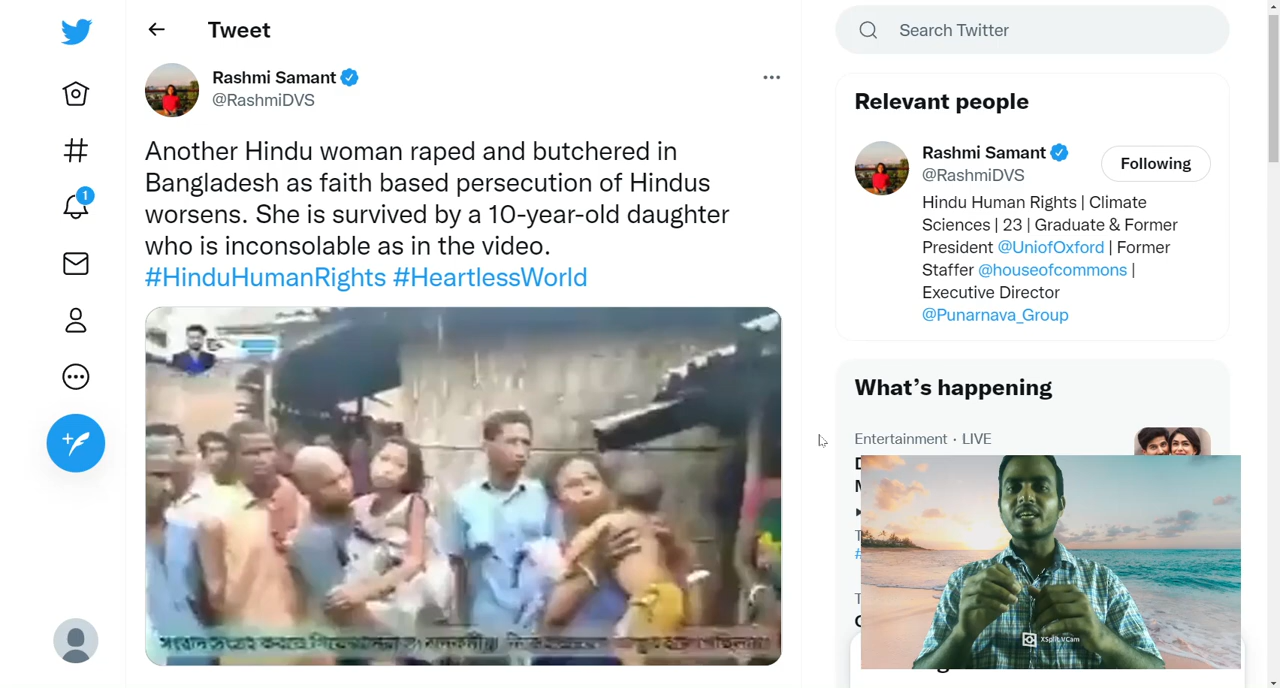 Tweet
Search Twitter
Rashmi Samant
@RashmiDVS
Another Hindu woman raped and butchered in
Bangladesh as faith based persecution of Hindus
worsens. She is survived by a 10-year-old daughter
who is inconsolable as in the video.
#HinduHumanRights #HeartlessWorld
1
Relevant people
Rashmi Samant
@RashmiDVS
Following
Hindu Human Rights | Climate
Sciences | 23 | Graduate & Former
President @UniofOxford | Former
Staffer @houseofcommons |
Executive Director
@Punarnava_Group
What's happening
Entertainment · LIVE
XSplit VCam